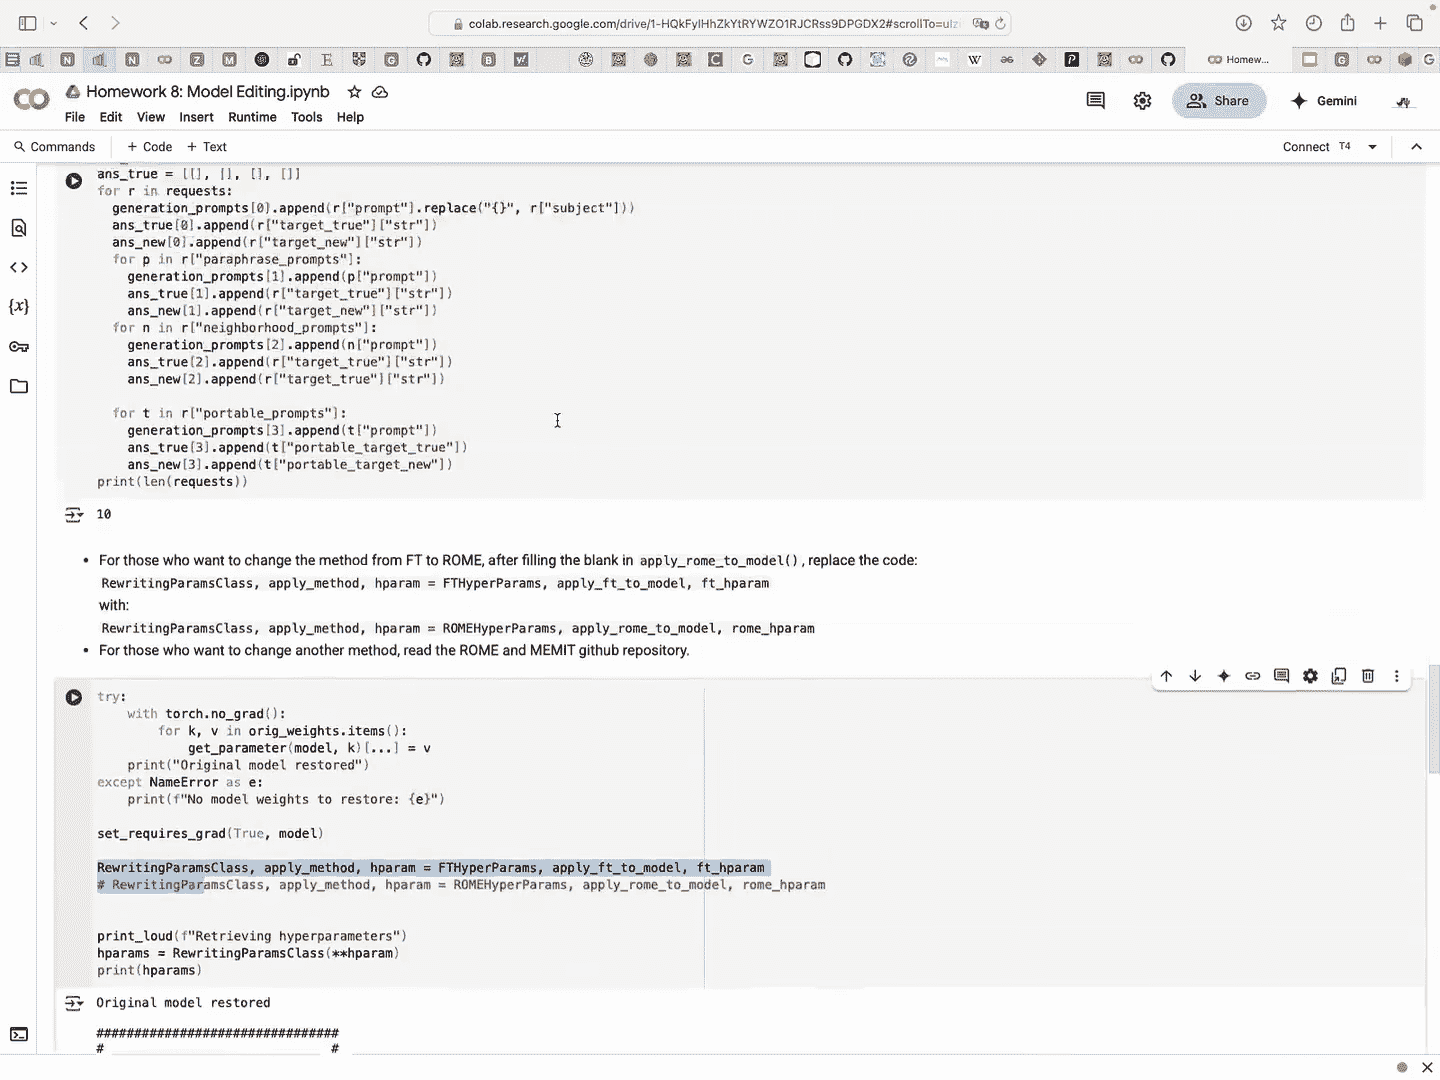 colab.research.google.com/drive/1-HQkFyIHhZkYtRYWZO1RJCRss9DPGDX2#scrollTo=ulz
Homew...
Homework 8: Model Editing.ipynb
File Edit View Insert Runtime Tools Help
Share
Gemini
Commands + Code + Text
Connect T4
ans_true = [[], [], [], []]
for r in requests:
generation_prompts[0].append(r["prompt"].replace("{}", r["subject"]))
ans_true[0].append(r["target_true"]["str"])
ans_new[0].append(r["target_new"]["str"])
for p in r["paraphrase_prompts"]:
generation_prompts[1].append(p["prompt"])
ans_true[1].append(r["target_true"]["str"])
ans_new[1].append(r["target_new"]["str"])
for n in r["neighborhood_prompts"]:
generation_prompts[2].append(n["prompt"])
ans_true[2].append(r["target_true"]["str"])
ans_new[2].append(r["target_true"]["str"])
for t in r["portable_prompts"]:
generation_prompts[3].append(t["prompt"])
ans_true[3].append(t["portable_target_true"])
ans_new[3].append(t["portable_target_new"])
print(len(requests))
10
• For those who want to change the method from FT to ROME, after filling the blank in apply_rome_to_model(), replace the code:
RewritingParamsClass, apply_method, hparam = FTHyperParams, apply_ft_to_model, ft_hparam
with:
RewritingParamsClass, apply_method, hparam = ROMEHyperParams, apply_rome_to_model, rome_hparam
• For those who want to change another method, read the ROME and MEMIT github repository.
try:
with torch.no_grad():
for k, v in orig_weights.items():
get_parameter(model, k)[...] = v
print("Original model restored")
except NameError as e:
print(f"No model weights to restore: {e}")
set_requires_grad(True, model)
RewritingParamsClass, apply_method, hparam = FTHyperParams, apply_ft_to_model, ft_hparam
# RewritingParamsClass, apply_method, hparam = ROMEHyperParams, apply_rome_to_model, rome_hparam
print_loud(f"Retrieving hyperparameters")
hparams = RewritingParamsClass(**hparam)
print(hparams)
Original model restored
################################
# #